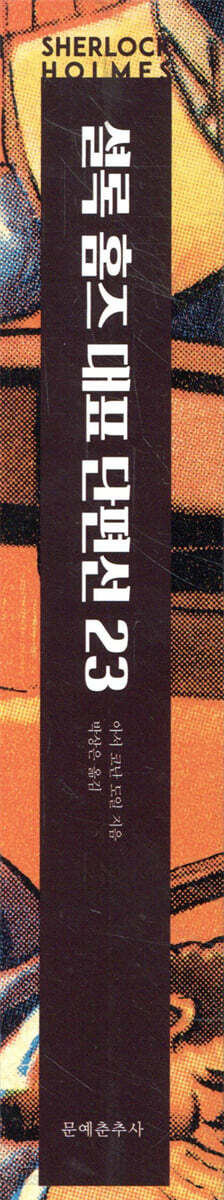 SHERLOCK
HOLMES
셜록 홈즈 대표 단편선 23
아서 코난 도일 지음
박상은 옮김
문예춘추사